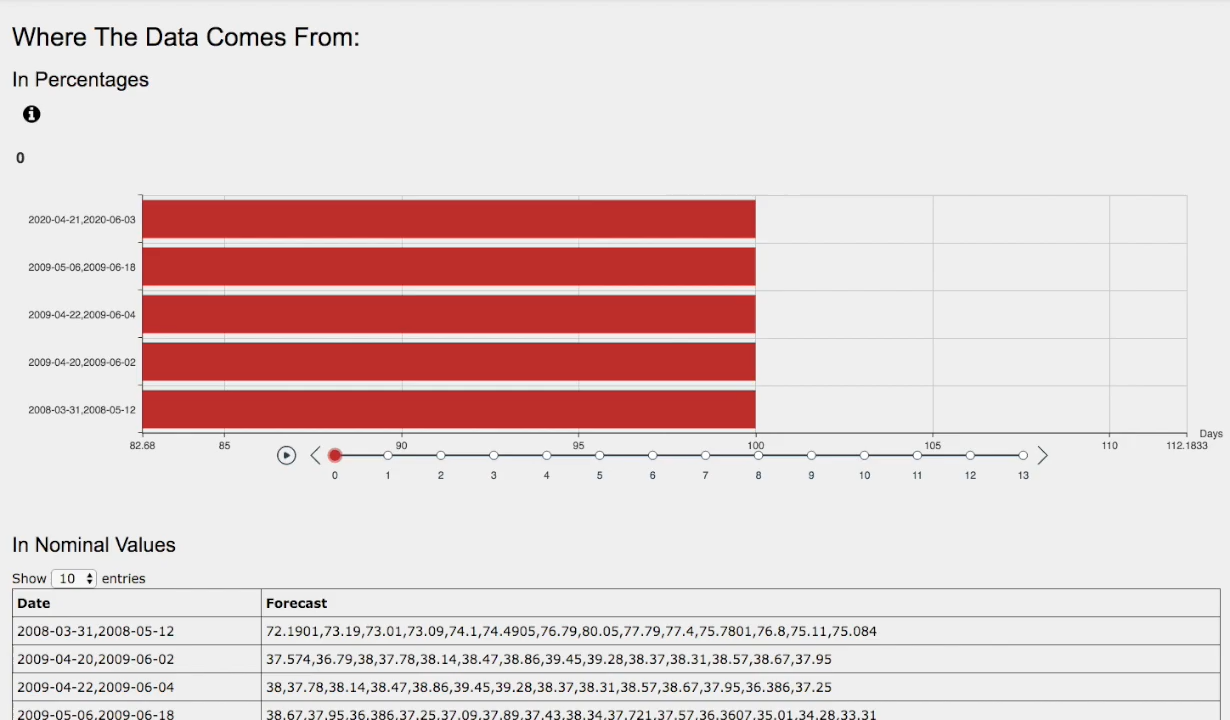 Where The Data Comes From:
In Percentages
0
2020-04-21,2020-06-03
2009-05-06,2009-06-18
2009-04-22,2009-06-04
2009-04-20,2009-06-02
2008-03-31,2008-05-12
82.68 85 90 95 100 105 110 112.1833 Days
0 1 2 3 4 5 6 7 8 9 10 11 12 13
In Nominal Values
Show 10 entries
Date Forecast
2008-03-31,2008-05-12 72.1901,73.19,73.01,73.09,74.1,74.4905,76.79,80.05,77.79,77.4,75.7801,76.8,75.11,75.084
2009-04-20,2009-06-02 37.574,36.79,38,37.78,38.14,38.47,38.86,39.45,39.28,38.37,38.31,38.57,38.67,37.95
2009-04-22,2009-06-04 38,37.78,38.14,38.47,38.86,39.45,39.28,38.37,38.31,38.57,38.67,37.95,36.386,37.25
2009-05-06,2009-06-18 38.67,37.95,36.386,37.25,37.09,37.89,37.43,38.34,37.721,37.57,36.3607,35.01,34.28,33.31